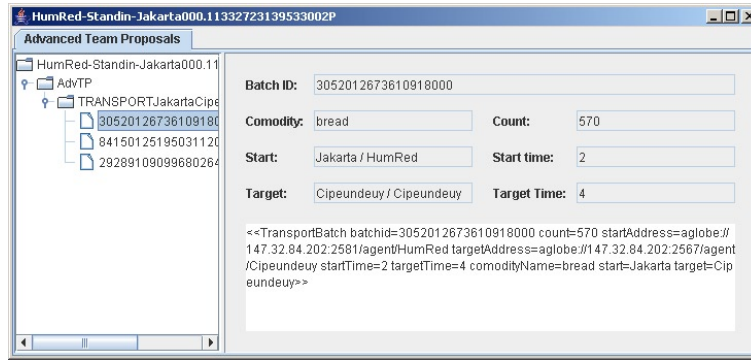 HumRed-Standin-Jakarta000.11332723139533002P
Advanced Team Proposals
HumRed-Standin-Jakarta000.11
AdvTP
TRANSPORTJakartaCipe
30520126736109180
84150125195031120
29289109099680264
Batch ID: 3052012673610918000
Comodity: bread Count: 570
Start: Jakarta / HumRed Start time: 2
Target: Cipeundeuy / Cipeundeuy Target Time: 4
<<TransportBatch batchid=3052012673610918000 count=570 startAddress=aglobe://
147.32.84.202:2581/agent/HumRed targetAddress=aglobe://147.32.84.202:2567/agent
/Cipeundeuy startTime=2 targetTime=4 comodityName=bread start=Jakarta target=Cip
eundeuy>>